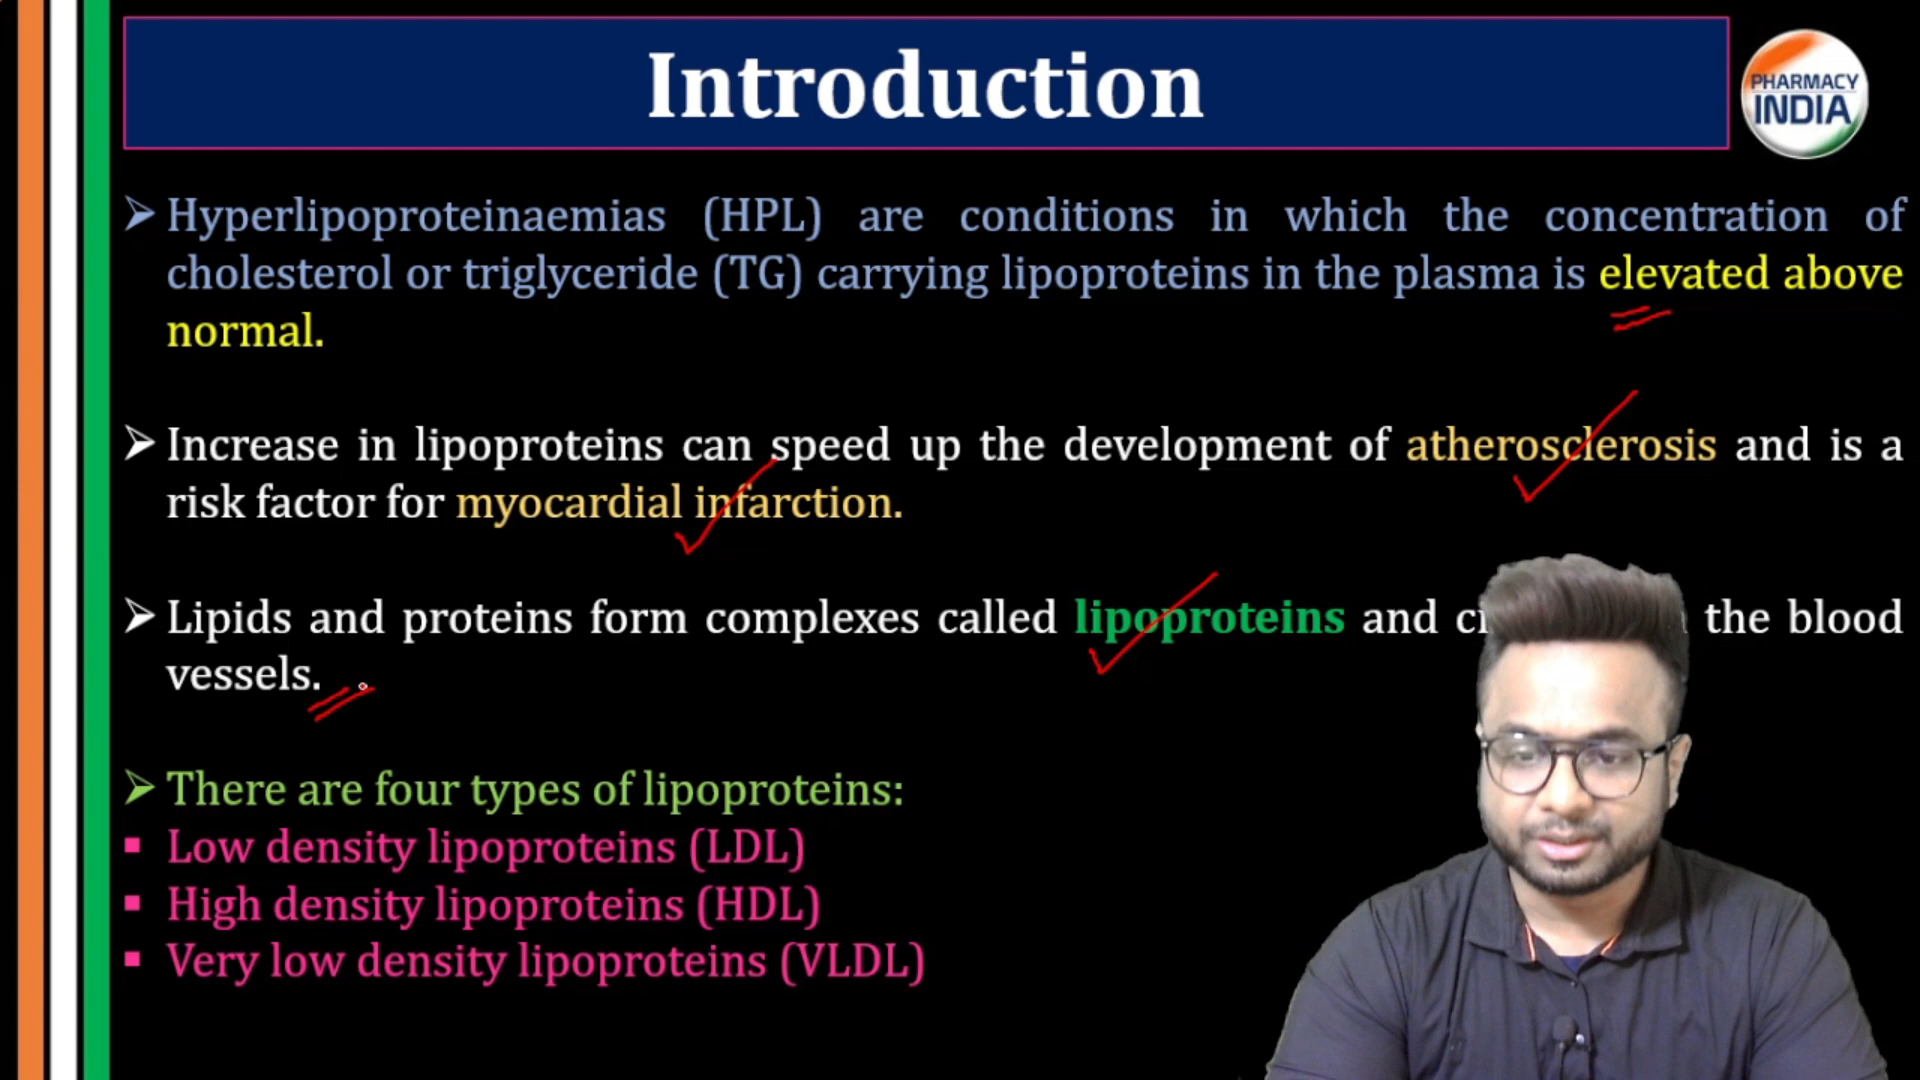 Introduction
PHARMACY
INDIA
Hyperlipoproteinaemias (HPL) are conditions in which the concentration of
cholesterol or triglyceride (TG) carrying lipoproteins in the plasma is elevated above
normal.
Increase in lipoproteins can speed up the development of atherosclerosis and is a
risk factor for myocardial infarction.
Lipids and proteins form complexes called lipoproteins and the blood
vessels.
There are four types of lipoproteins:
Low density lipoproteins (LDL)
High density lipoproteins (HDL)
Very low density lipoproteins (VLDL)